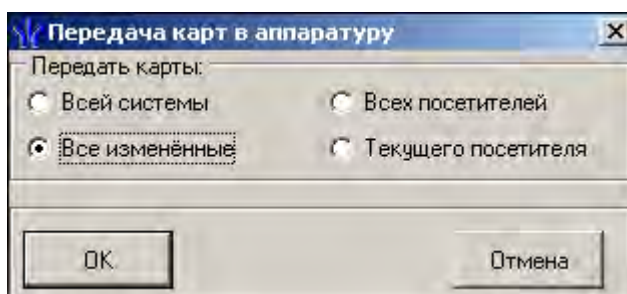 Передача карт в аппаратуру
Передать карты:
Всей системы
Всех посетителей
Все изменённые
Текущего посетителя
OK
Отмена